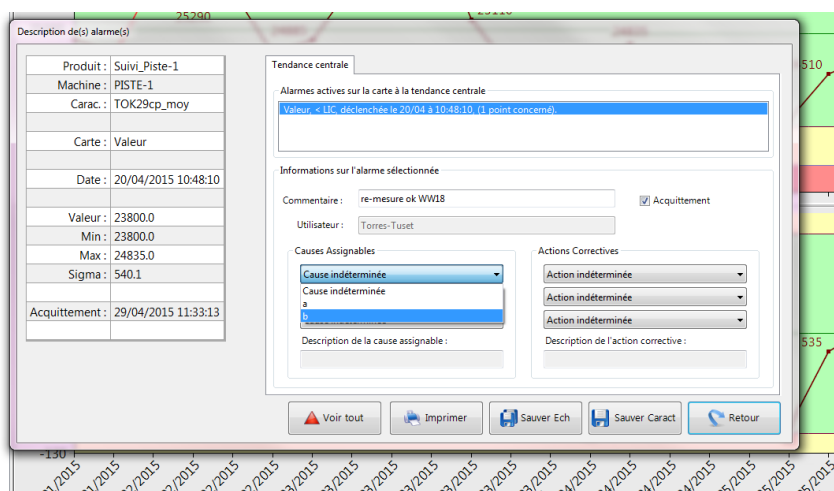 25290
25110
Description de(s) alarme(s)
Produit : Suivi_Piste-1
Machine : PISTE-1
Carac. : TOK29cp_moy
Carte : Valeur
Date : 20/04/2015 10:48:10
Valeur : 23800.0
Min : 23800.0
Max : 24835.0
Sigma : 540.1
Acquittement : 29/04/2015 11:33:13
Tendance centrale
Alarmes actives sur la carte à la tendance centrale
Valeur, < LIC, déclenchée le 20/04 à 10:48:10, (1 point concerné).
Informations sur l'alarme sélectionnée
Commentaire : re-mesure ok WW18 Acquittement
Utilisateur : Torres-Tuset
Causes Assignables
Cause indéterminée
Cause indéterminée
a
b
Description de la cause assignable :
Actions Correctives
Action indéterminée
Action indéterminée
Action indéterminée
Description de l'action corrective :
Voir tout Imprimer Sauver Ech Sauver Caract Retour
510
535
-130